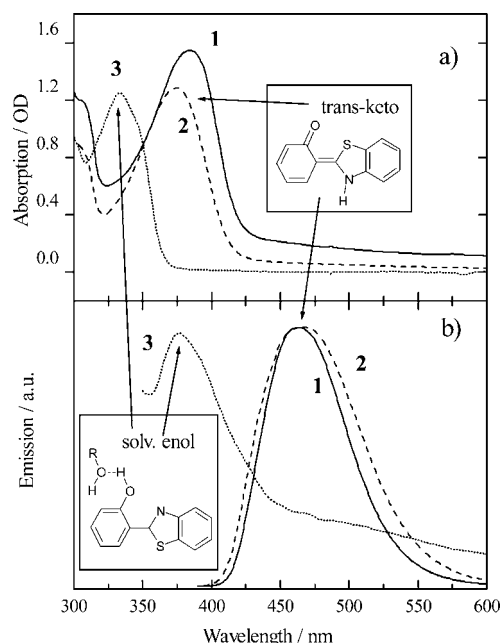 1.6
1.2
0.8
0.4
0.0
Absorption / OD
a)
1
2
3
trans-keto
O
S
N
H
b)
3
2
1
Emission / a.u.
solv. enol
R
O
H
H
O
N
S
300 350 400 450 500 550 600
Wavelength / nm